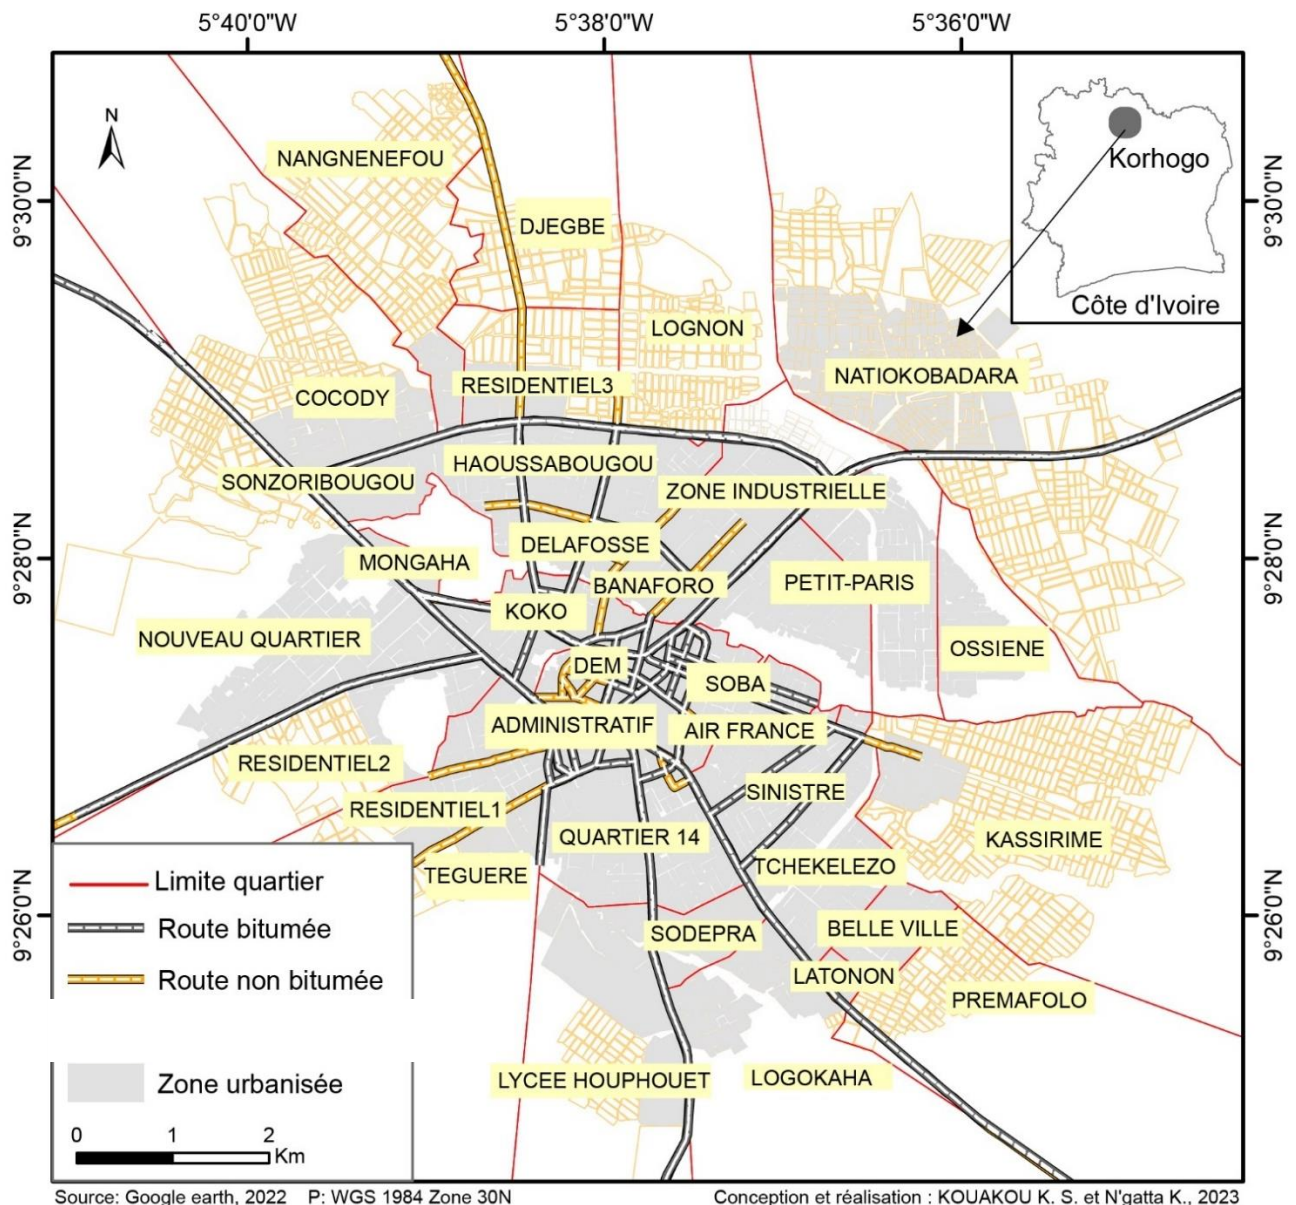 5°40'0"W
5°38'0"W
5°36'0"W
N
9°30'0"N
9°30'0"N
Korhogo
Côte d'Ivoire
NANGNENEFOU
DJEGBE
LOGNON
NATIOKOBADARA
RESIDENTIEL3
COCODY
HAOUSSABOUGOU
SONZORIBOUGOU
ZONE INDUSTRIELLE
DELAFOSSE
9°28'0"N
9°28'0"N
MONGAHA
BANAFORO
PETIT-PARIS
KOKO
NOUVEAU QUARTIER
OSSIENE
DEM
SOBA
ADMINISTRATIF
AIR FRANCE
RESIDENTIEL2
SINISTRE
RESIDENTIEL1
QUARTIER 14
KASSIRIME
TCHEKELEZO
TEGUERE
9°26'0"N
9°26'0"N
BELLE VILLE
SODEPRA
LATONON
PREMAFOLO
LYCEE HOUPHOUET
LOGOKAHA
Limite quartier
Route bitumée
Route non bitumée
Zone urbanisée
0 1 2
Km
Source: Google earth, 2022 P: WGS 1984 Zone 30N
Conception et réalisation : KOUAKOU K. S. et N'gatta K., 2023